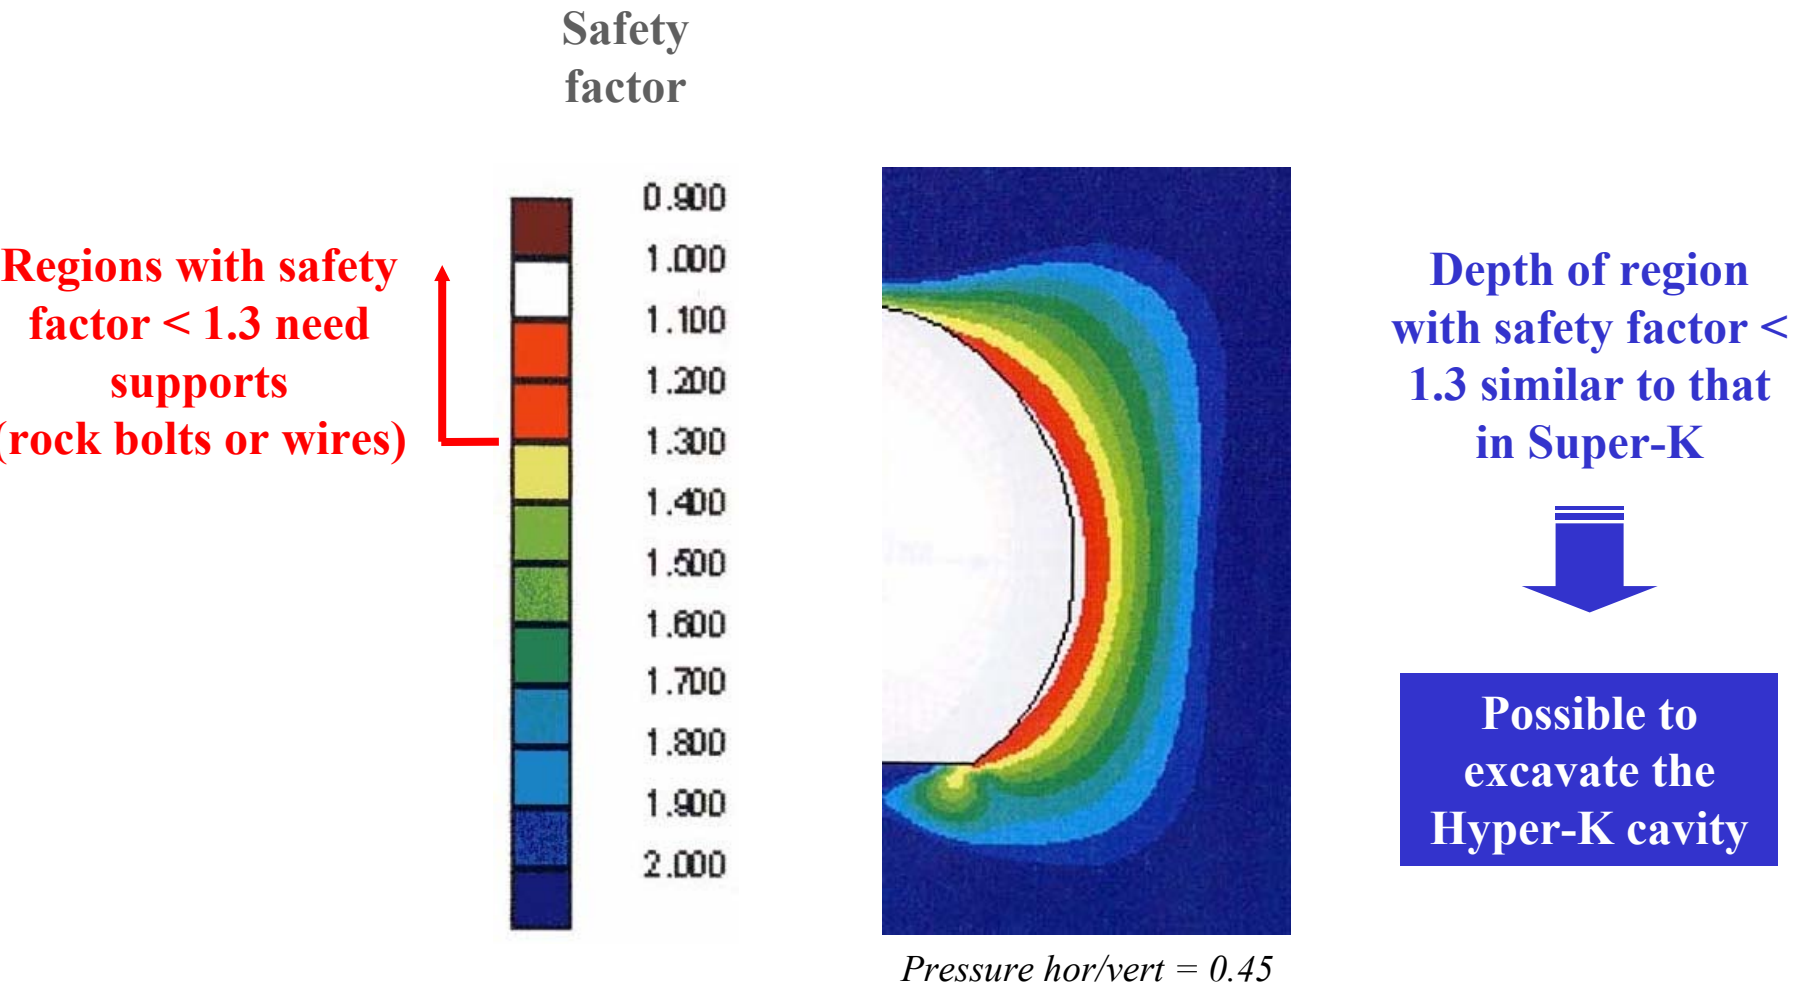 Safety
factor
Regions with safety
factor < 1.3 need
supports
(rock bolts or wires)
0.900
1.000
1.100
1.200
1.300
1.400
1.500
1.600
1.700
1.800
1.900
2.000
Pressure hor/vert = 0.45
Depth of region
with safety factor <
1.3 similar to that
in Super-K
Possible to
excavate the
Hyper-K cavity